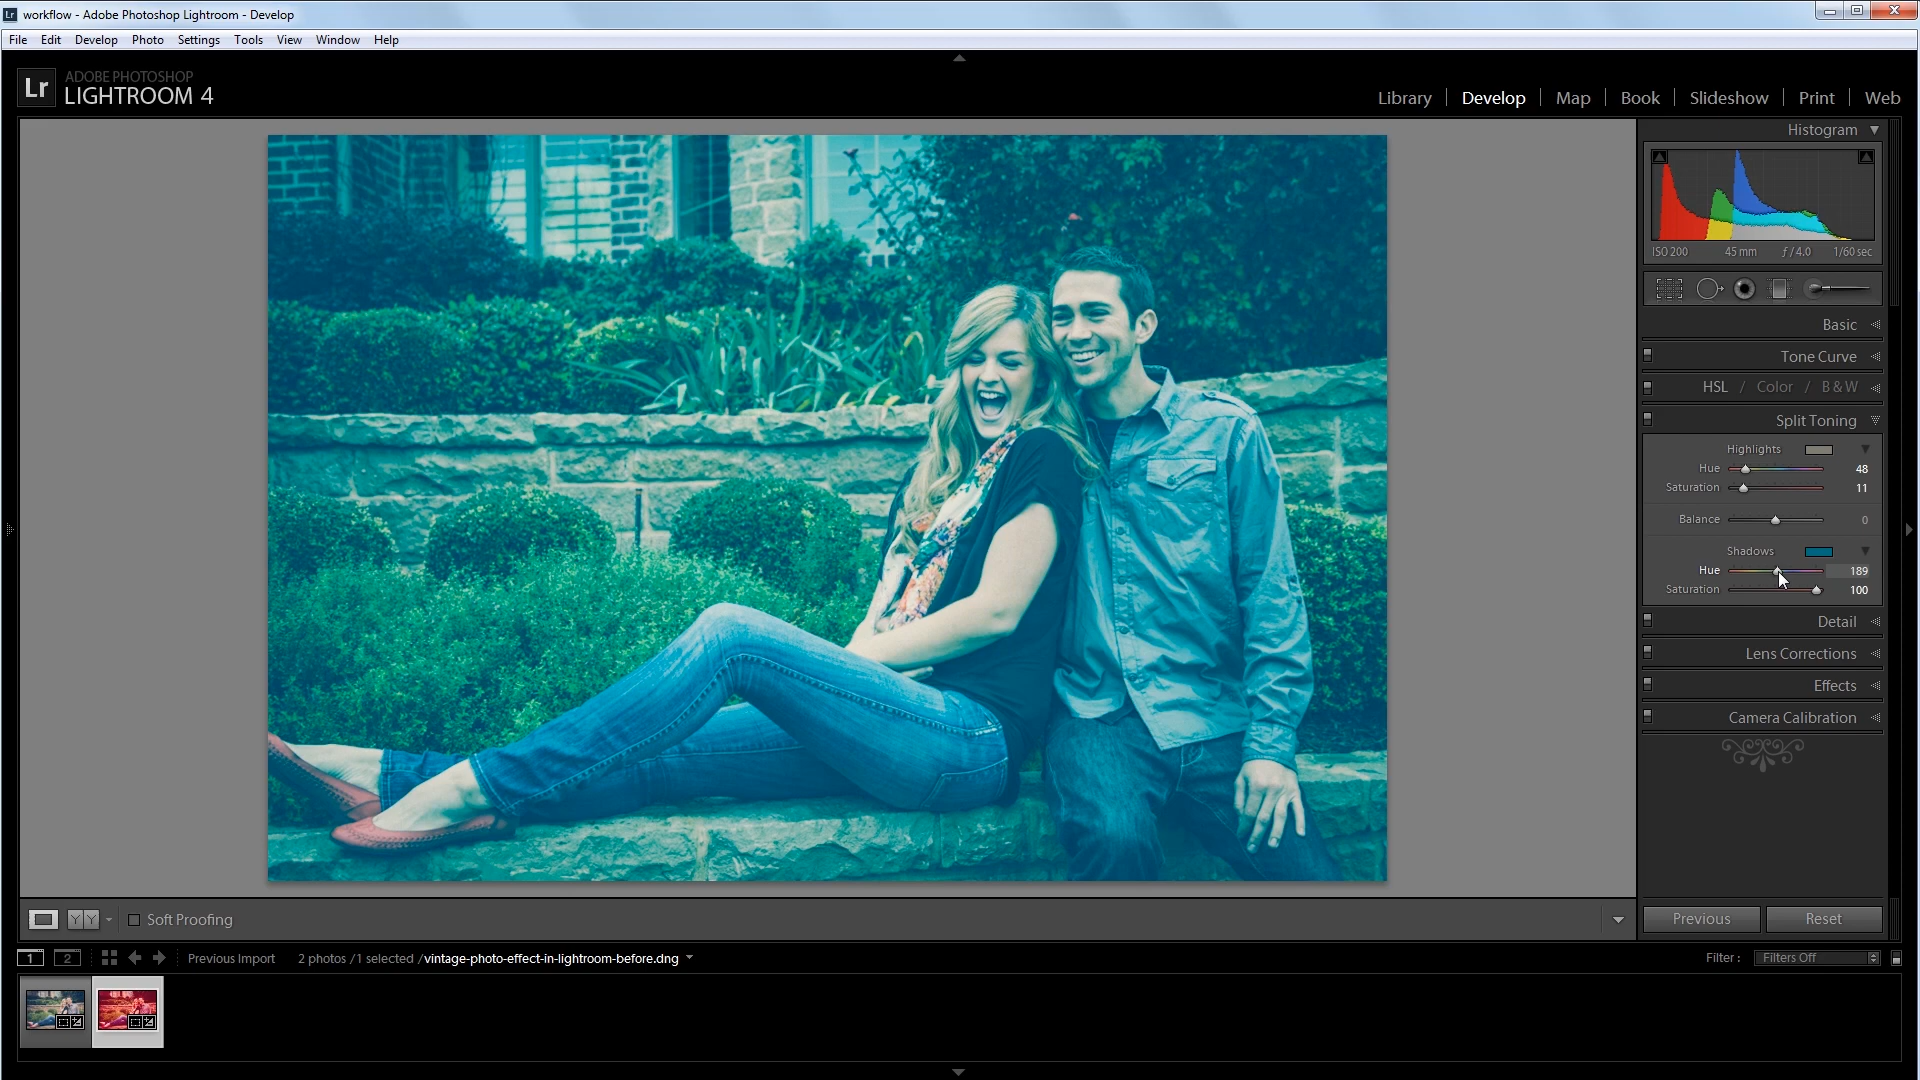 Lr workflow - Adobe Photoshop Lightroom - Develop
File Edit Develop Photo Settings Tools View Window Help
Lr ADOBE PHOTOSHOP
LIGHTROOM 4
Library Develop Map Book Slideshow Print Web
Histogram
ISO 200 45 mm ƒ / 4.0 1/60 sec
Basic
Tone Curve
HSL / Color / B & W
Split Toning
Highlights
Hue 48
Saturation 11
Balance 0
Shadows
Hue 189
Saturation 100
Detail
Lens Corrections
Effects
Camera Calibration
Previous Reset
Y Y Soft Proofing
1 2 Previous Import 2 photos /1 selected /vintage-photo-effect-in-lightroom-before.dng Filter : Filters Off